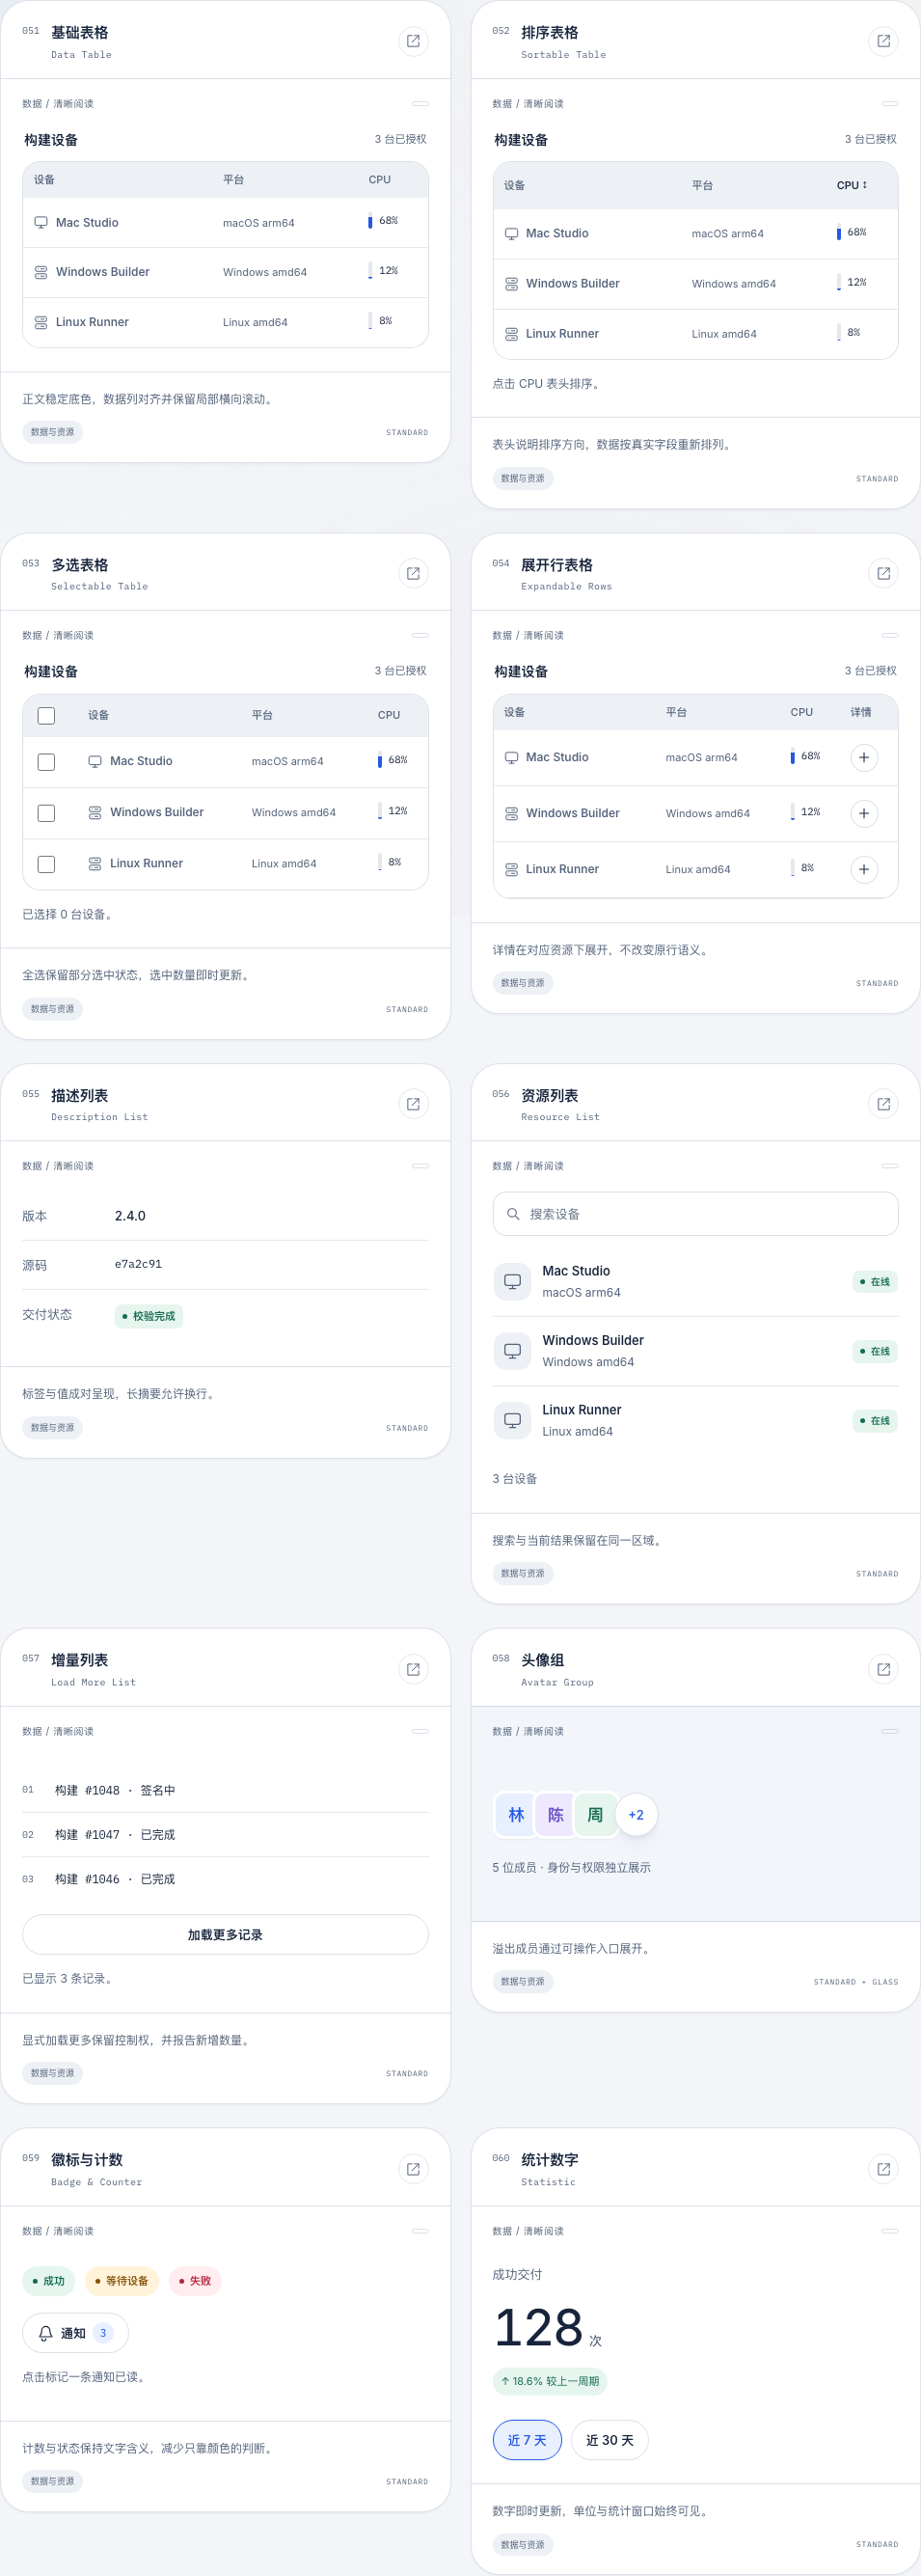 051 基础表格
Data Table
数据 / 清晰阅读
构建设备 3 台已授权
设备 平台 CPU
Mac Studio macOS arm64 68%
Windows Builder Windows amd64 12%
Linux Runner Linux amd64 8%
正文稳定底色，数据列对齐并保留局部横向滚动。
数据与资源 STANDARD
052 排序表格
Sortable Table
数据 / 清晰阅读
构建设备 3 台已授权
设备 平台 CPU ↕
Mac Studio macOS arm64 68%
Windows Builder Windows amd64 12%
Linux Runner Linux amd64 8%
点击 CPU 表头排序。
表头说明排序方向，数据按真实字段重新排列。
数据与资源 STANDARD
053 多选表格
Selectable Table
数据 / 清晰阅读
构建设备 3 台已授权
设备 平台 CPU
Mac Studio macOS arm64 68%
Windows Builder Windows amd64 12%
Linux Runner Linux amd64 8%
已选择 0 台设备。
全选保留部分选中状态，选中数量即时更新。
数据与资源 STANDARD
054 展开行表格
Expandable Rows
数据 / 清晰阅读
构建设备 3 台已授权
设备 平台 CPU 详情
Mac Studio macOS arm64 68%
Windows Builder Windows amd64 12%
Linux Runner Linux amd64 8%
详情在对应资源下展开，不改变原行语义。
数据与资源 STANDARD
055 描述列表
Description List
数据 / 清晰阅读
版本 2.4.0
源码 e7a2c91
交付状态 校验完成
标签与值成对呈现，长摘要允许换行。
数据与资源 STANDARD
056 资源列表
Resource List
数据 / 清晰阅读
搜索设备
Mac Studio
macOS arm64
在线
Windows Builder
Windows amd64
在线
Linux Runner
Linux amd64
在线
3 台设备
搜索与当前结果保留在同一区域。
数据与资源 STANDARD
057 增量列表
Load More List
数据 / 清晰阅读
01 构建 #1048 · 签名中
02 构建 #1047 · 已完成
03 构建 #1046 · 已完成
加载更多记录
已显示 3 条记录。
显式加载更多保留控制权，并报告新增数量。
数据与资源 STANDARD
058 头像组
Avatar Group
数据 / 清晰阅读
林 陈 周 +2
5 位成员 · 身份与权限独立展示
溢出成员通过可操作入口展开。
数据与资源 STANDARD + GLASS
059 徽标与计数
Badge & Counter
数据 / 清晰阅读
成功 等待设备 失败
通知 3
点击标记一条通知已读。
计数与状态保持文字含义，减少只靠颜色的判断。
数据与资源 STANDARD
060 统计数字
Statistic
数据 / 清晰阅读
成功交付
128 次
↑ 18.6% 较上一周期
近 7 天 近 30 天
数字即时更新，单位与统计窗口始终可见。
数据与资源 STANDARD